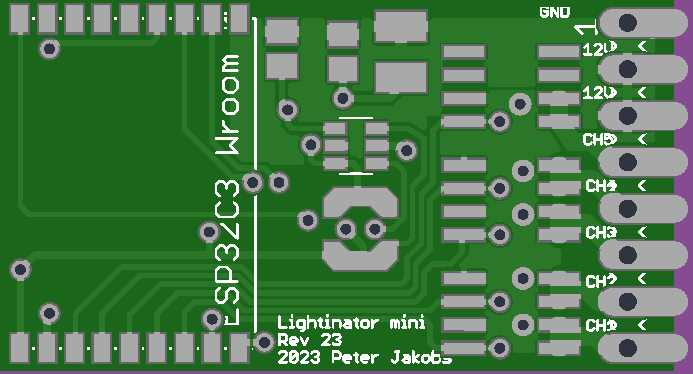 GND
1
12V
12V
CH5
CH4
CH3
CH2
CH1
ESP32C3 Wroom
Lightinator mini
Rev 23
2023 Peter Jakobs